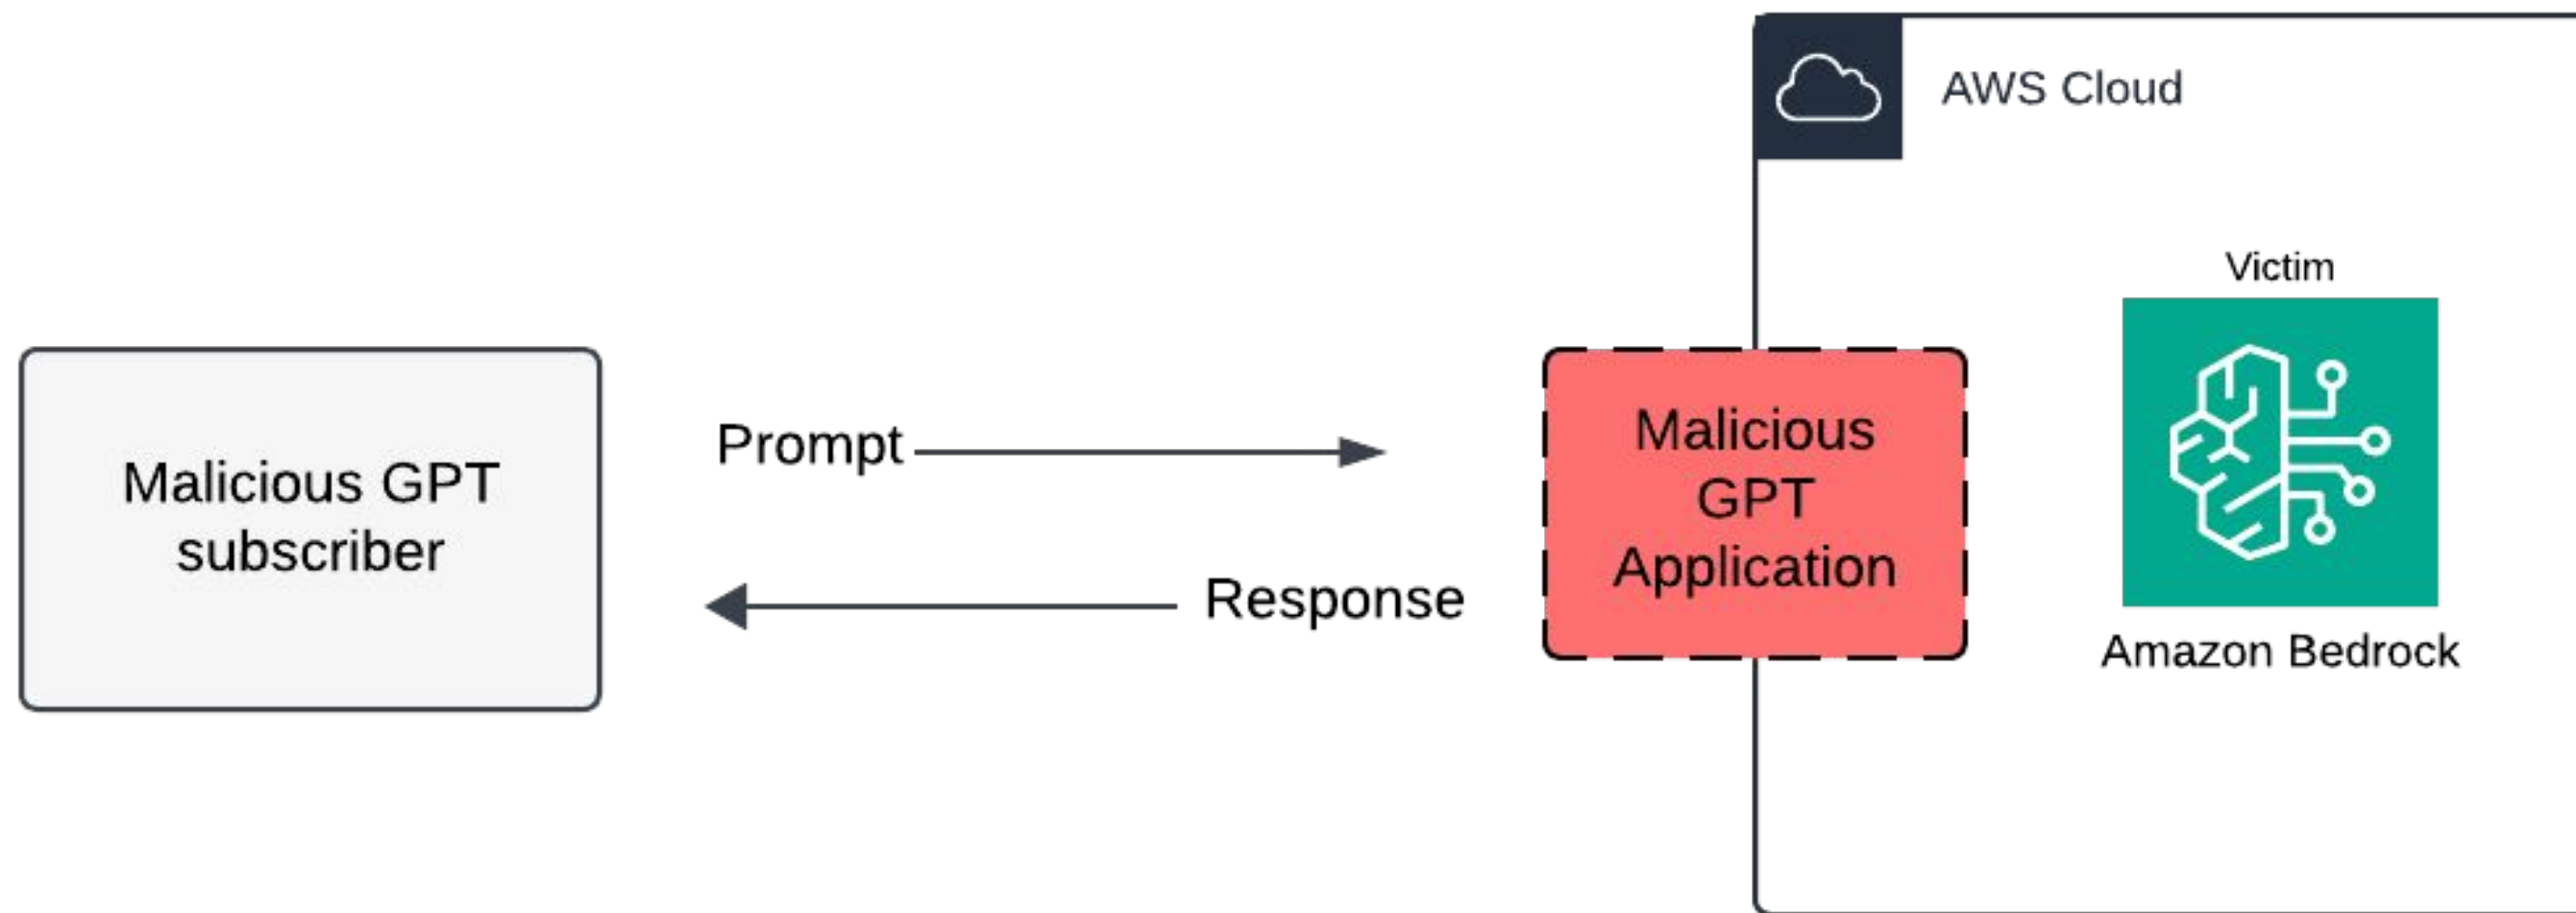 AWS Cloud
Victim
Malicious GPT
subscriber
Prompt
Response
Malicious
GPT
Application
Amazon Bedrock